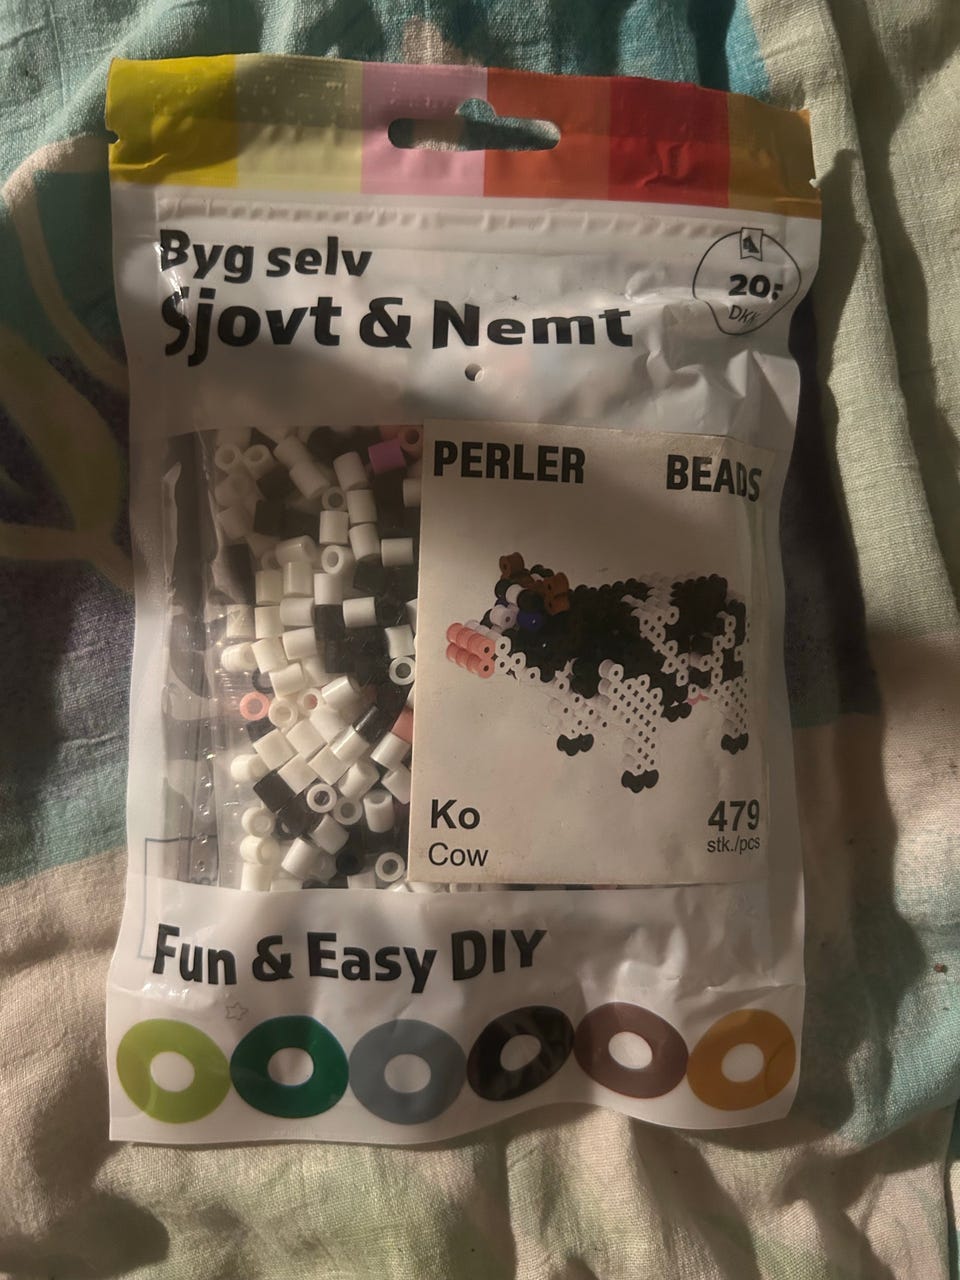 Byg selv
Sjovt & Nemt
20:
DKK
PERLER BEADS
Ko
Cow
479
stk./pcs
Fun & Easy DIY